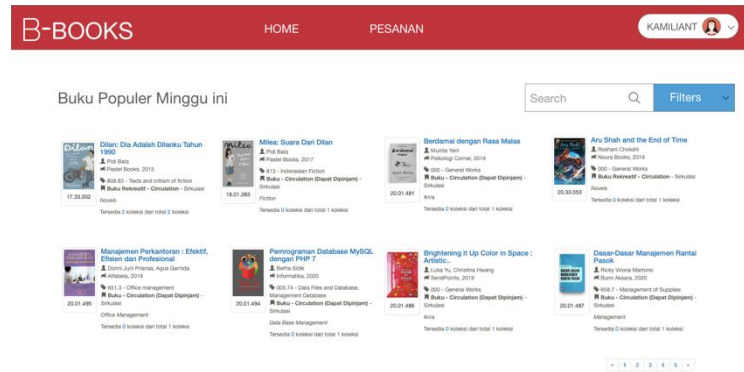 B-BOOKS
HOME
PESANAN
KAMILIANT
Buku Populer Minggu ini
Search
Filters
Dilan: Dia Adalah Dilanku Tahun
1990
Pidi Baiq
Pastel Books, 2015
808.83 - Texts and critism of fiction
Buku Rekreatif - Circulation - Sirkulasi
Novels
Tersedia 2 koleksi dari total 2 koleksi
17.33.002
Milea: Suara Dari Dilan
Pidi Baiq
Pastel Books, 2017
813 - Indonesian Fiction
Buku - Circulation (Dapat Dipinjam) -
Sirkulasi
Fiction
Tersedia 0 koleksi dari total 1 koleksi
18.01.383
Berdamai dengan Rasa Malas
Munita Yeni
Psikologi Corner, 2019
000 - General Works
Buku - Circulation (Dapat Dipinjam) -
Sirkulasi
#n/a
Tersedia 0 koleksi dari total 1 koleksi
20.01.481
Aru Shah and the End of Time
Roshani Chokshi
Noura Books, 2019
000 - General Works
Buku - Circulation (Dapat Dipinjam) -
Sirkulasi
Novels
Tersedia 0 koleksi dari total 1 koleksi
20.33.053
Manajemen Perkantoran : Efektif,
Efisien dan Profesional
Donni Juni Priansa, Agus Garnida
Alfabeta, 2019
651.3 - Office management
Buku - Circulation (Dapat Dipinjam) -
Sirkulasi
Office Management
Tersedia 0 koleksi dari total 1 koleksi
20.01.495
Pemrograman Database MySQL
dengan PHP 7
Betha Sidik
Informatika, 2020
005.74 - Data Files and Database,
Management Database
Buku - Circulation (Dapat Dipinjam) -
Sirkulasi
Data Base Management
Tersedia 0 koleksi dari total 1 koleksi
20.01.494
Brightening it Up Color in Space :
Artistic...
Luka Yu, Christina Hwang
SendPoints, 2019
000 - General Works
Buku - Circulation (Dapat Dipinjam) -
Sirkulasi
#n/a
Tersedia 0 koleksi dari total 1 koleksi
20.01.486
Dasar-Dasar Manajemen Rantai
Pasok
Ricky Virona Martono
Bumi Aksara, 2020
658.7 - Management of Supplies
Buku - Circulation (Dapat Dipinjam) -
Sirkulasi
Management
Tersedia 0 koleksi dari total 1 koleksi
20.01.487
« 1 2 3 4 5 »